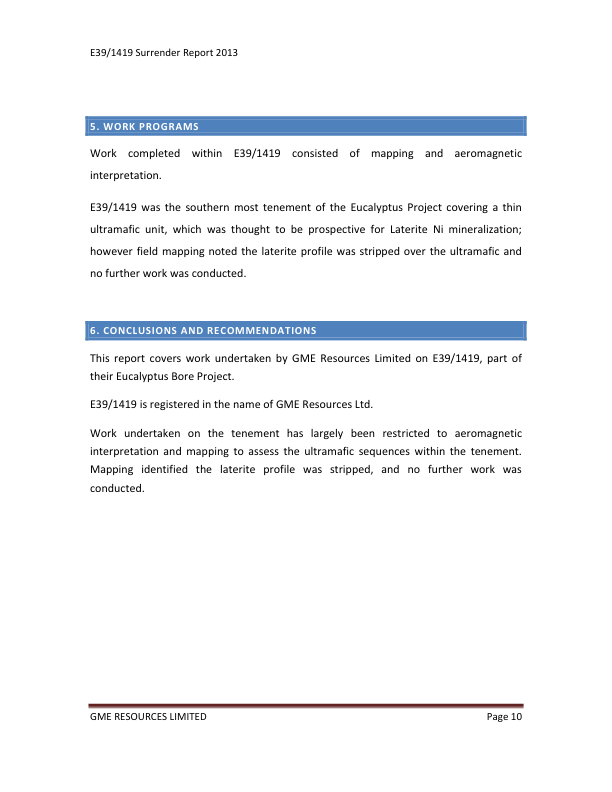 E39/1419 Surrender Report 2013
5. WORK PROGRAMS
Work completed within E39/1419 consisted of mapping and aeromagnetic
interpretation.
E39/1419 was the southern most tenement of the Eucalyptus Project covering a thin
ultramafic unit, which was thought to be prospective for Laterite Ni mineralization;
however field mapping noted the laterite profile was stripped over the ultramafic and
no further work was conducted.
6. CONCLUSIONS AND RECOMMENDATIONS
This report covers work undertaken by GME Resources Limited on E39/1419, part of
their Eucalyptus Bore Project.
E39/1419 is registered in the name of GME Resources Ltd.
Work undertaken on the tenement has largely been restricted to aeromagnetic
interpretation and mapping to assess the ultramafic sequences within the tenement.
Mapping identified the laterite profile was stripped, and no further work was
conducted.
GME RESOURCES LIMITED Page 10